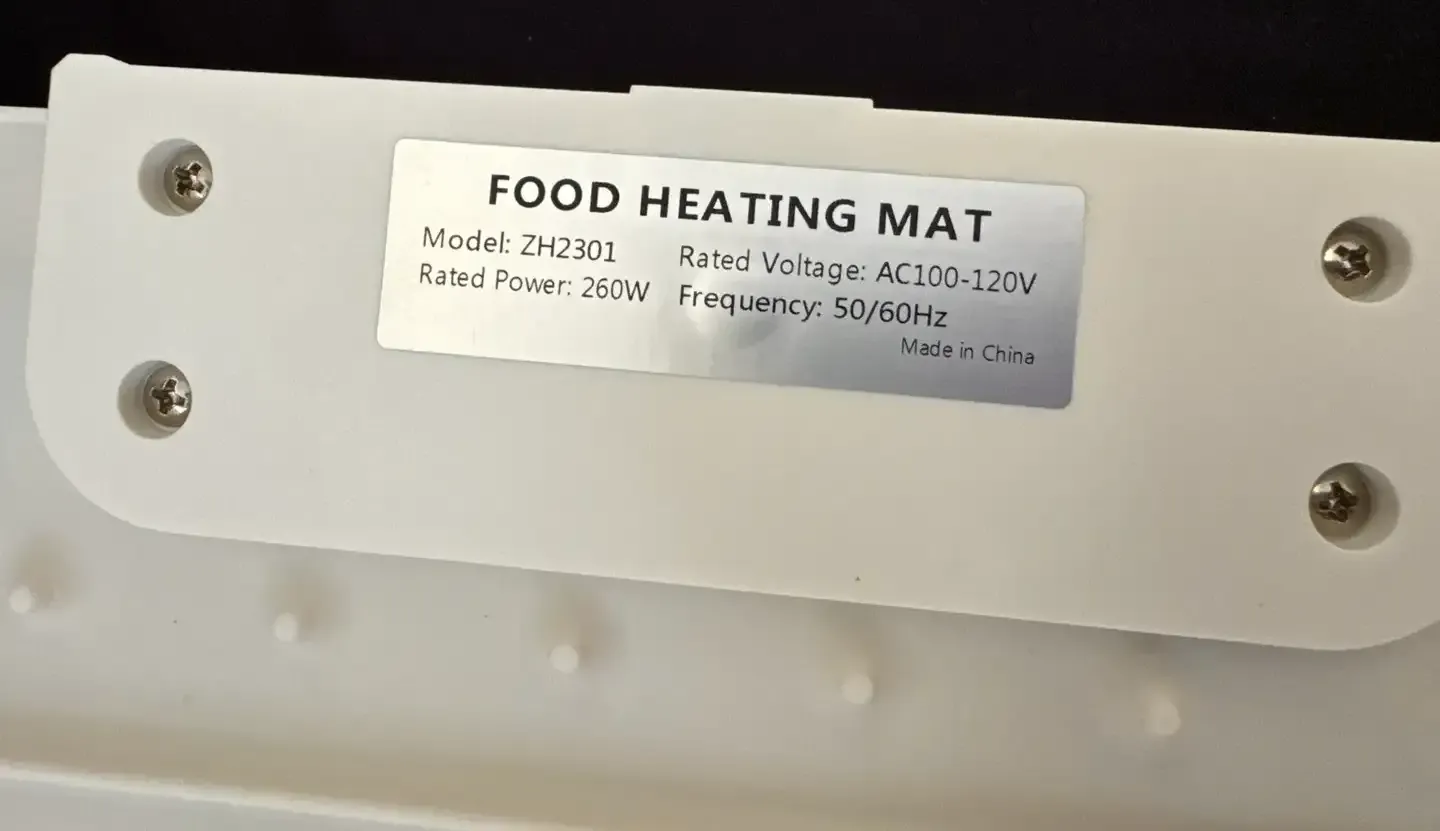 FOOD HEATING MAT
Model: ZH2301 Rated Voltage: AC100-120V
Rated Power: 260W Frequency: 50/60Hz
Made in China